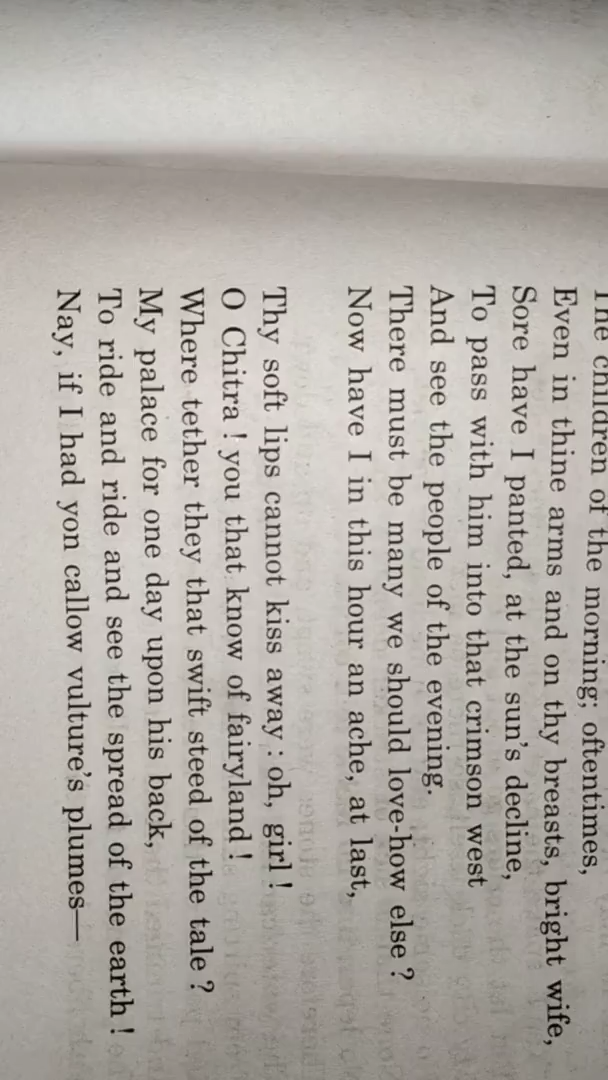 The children of the morning; oftentimes,
Even in thine arms and on thy breasts, bright wife,
Sore have I panted, at the sun's decline,
To pass with him into that crimson west
And see the people of the evening.
There must be many we should love-how else ?
Now have I in this hour an ache, at last,
Thy soft lips cannot kiss away : oh, girl !
O Chitra ! you that know of fairyland !
Where tether they that swift steed of the tale ?
My palace for one day upon his back,
To ride and ride and see the spread of the earth !
Nay, if I had yon callow vulture's plumes—